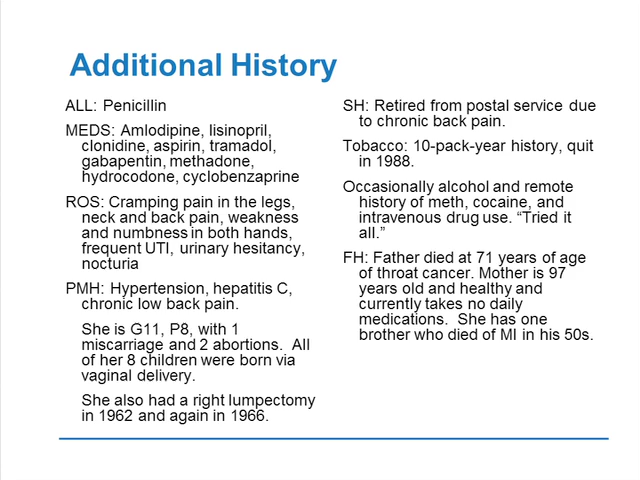 Additional History
ALL: Penicillin
MEDS: Amlodipine, lisinopril,
clonidine, aspirin, tramadol,
gabapentin, methadone,
hydrocodone, cyclobenzaprine
ROS: Cramping pain in the legs,
neck and back pain, weakness
and numbness in both hands,
frequent UTI, urinary hesitancy,
nocturia
PMH: Hypertension, hepatitis C,
chronic low back pain.
She is G11, P8, with 1
miscarriage and 2 abortions. All
of her 8 children were born via
vaginal delivery.
She also had a right lumpectomy
in 1962 and again in 1966.
SH: Retired from postal service due
to chronic back pain.
Tobacco: 10-pack-year history, quit
in 1988.
Occasionally alcohol and remote
history of meth, cocaine, and
intravenous drug use. “Tried it
all.”
FH: Father died at 71 years of age
of throat cancer. Mother is 97
years old and healthy and
currently takes no daily
medications. She has one
brother who died of MI in his 50s.